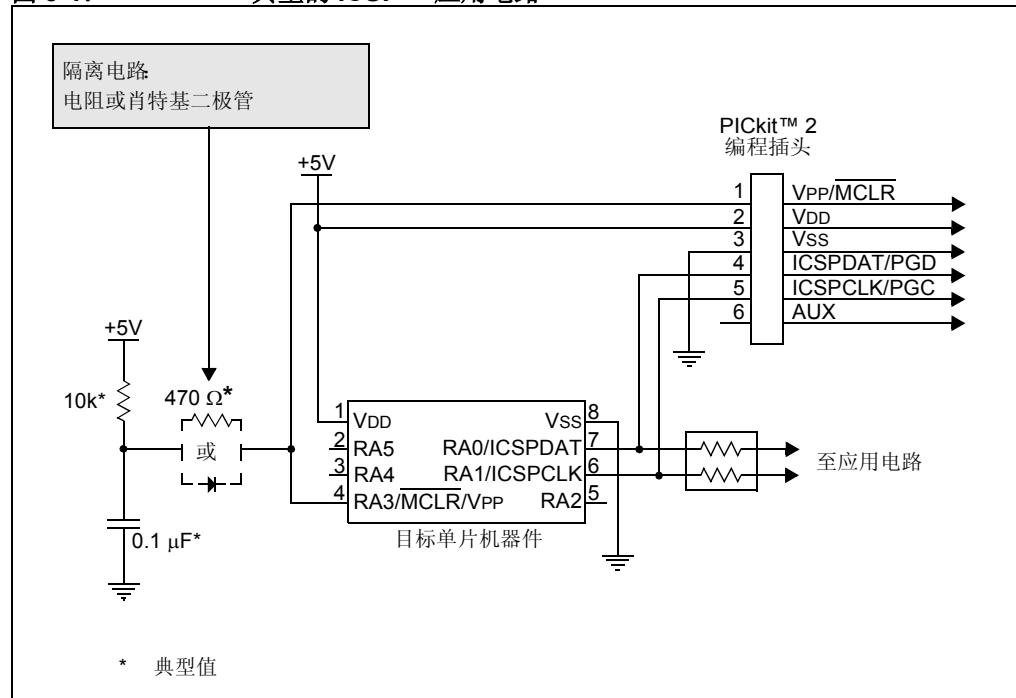 隔离电路:
电阻或肖特基二极管
PICkit™ 2
编程插头
+5V
1 VPP/MCLR
2 VDD
3 VSS
4 ICSPDAT/PGD
5 ICSPCLK/PGC
6 AUX
+5V
10k*
470 Ω*
或
0.1 μF*
1 VDD VSS 8
2 RA5 RA0/ICSPDAT 7
3 RA4 RA1/ICSPCLK 6
4 RA3/MCLR/VPP RA2 5
目标单片机器件
至应用电路
* 典型值